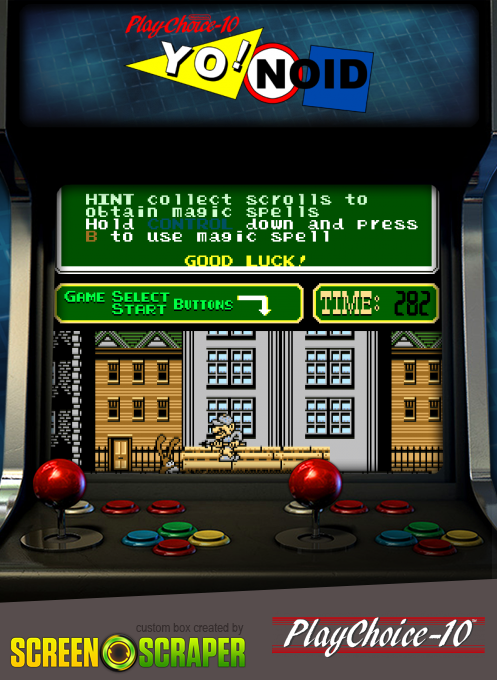 PlayChoice-10
YO! NOID
HINT collect scrolls to
obtain magic spells
Hold CONTROL down and press
B to use magic spell
GOOD LUCK!
GAME SELECT
START BUTTONS
TIME: 282
custom box created by
SCREEN SCRAPER
PlayChoice-10™